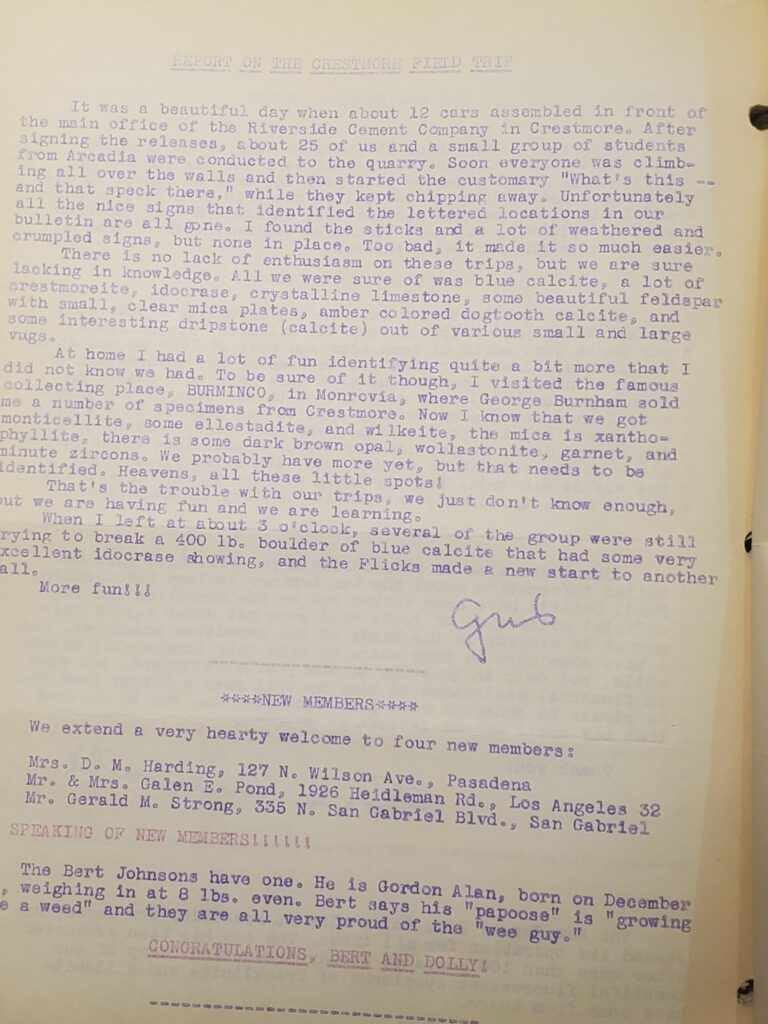 REPORT ON THE CRESTMORE FIELD TRIP
It was a beautiful day when about 12 cars assembled in front of
the main office of the Riverside Cement Company in Crestmore. After
signing the releases, about 25 of us and a small group of students
from Arcadia were conducted to the quarry. Soon everyone was climb-
ing all over the walls and then started the customary "What's this --
and that speck there," while they kept chipping away. Unfortunately
all the nice signs that identified the lettered locations in our
bulletin are all gone. I found the sticks and a lot of weathered and
crumpled signs, but none in place. Too bad, it made it so much easier.
There is no lack of enthusiasm on these trips, but we are sure
lacking in knowledge. All we were sure of was blue calcite, a lot of
crestmoreite, idocrase, crystalline limestone, some beautiful feldspar
with small, clear mica plates, amber colored dogtooth calcite, and
some interesting dripstone (calcite) out of various small and large
vugs.
At home I had a lot of fun identifying quite a bit more that I
did not know we had. To be sure of it though, I visited the famous
collecting place, BURMINCO, in Monrovia, where George Burnham sold
me a number of specimens from Crestmore. Now I know that we got
monticellite, some ellestadite, and wilkeite, the mica is xantho-
phyllite, there is some dark brown opal, wollastonite, garnet, and
minute zircons. We probably have more yet, but that needs to be
identified. Heavens, all these little spots!
That's the trouble with our trips, we just don't know enough,
but we are having fun and we are learning.
When I left at about 3 o'clock, several of the group were still
rying to break a 400 lb. boulder of blue calcite that had some very
xcellent idocrase showing, and the Flicks made a new start to another
all.
More fun!!!
****NEW MEMBERS****
We extend a very hearty welcome to four new members:
Mrs. D. M. Harding, 127 N. Wilson Ave., Pasadena
Mr. & Mrs. Galen E. Pond, 1926 Heidleman Rd., Los Angeles 32
Mr. Gerald M. Strong, 335 N. San Gabriel Blvd., San Gabriel
SPEAKING OF NEW MEMBERS!!!!!!
The Bert Johnsons have one. He is Gordon Alan, born on December
, weighing in at 8 lbs. even. Bert says his "papoose" is "growing
e a weed" and they are all very proud of the "wee guy."
CONGRATULATIONS, BERT AND DOLLY!